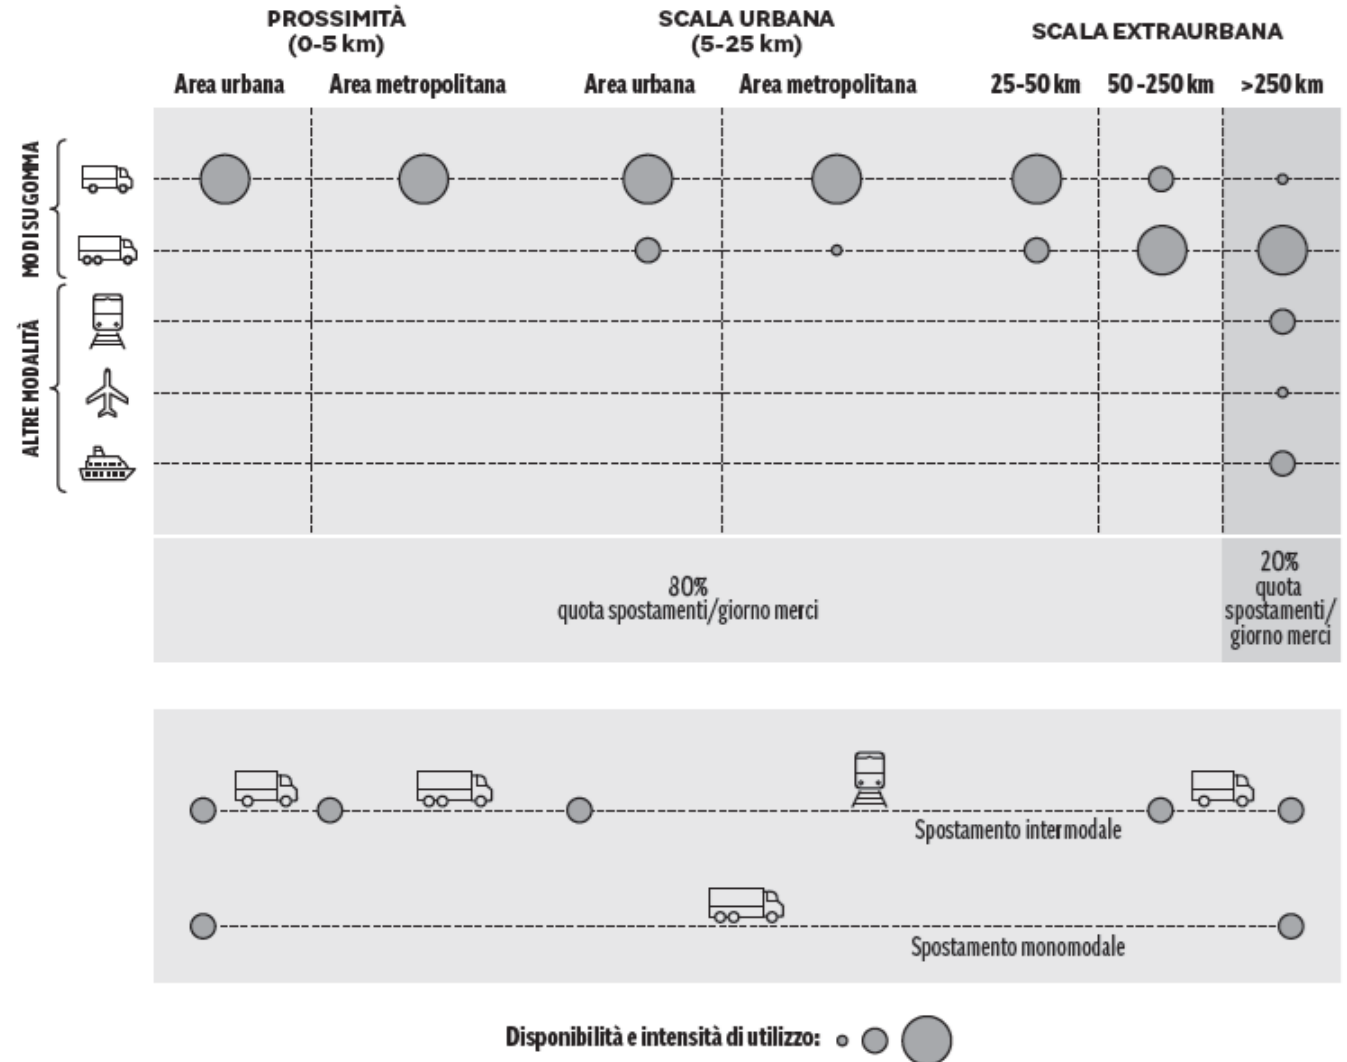 PROSSIMITÀ
(0-5 km)
SCALA URBANA
(5-25 km)
SCALA EXTRAURBANA
Area urbana
Area metropolitana
Area urbana
Area metropolitana
25-50 km
50 -250 km
>250 km
MODI SU GOMMA
ALTRE MODALITÀ
80%
quota spostamenti/giorno merci
20%
quota
spostamenti/
giorno merci
Spostamento intermodale
Spostamento monomodale
Disponibilità e intensità di utilizzo: